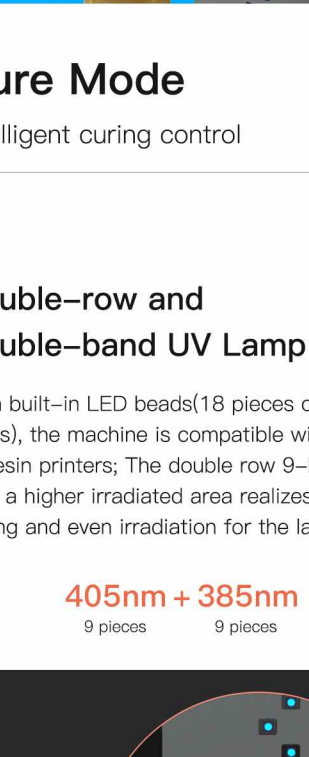 ure Mode
lligent curing control
uble–row and
uble–band UV Lamp
built–in LED beads(18 pieces
s), the machine is compatible wi
esin printers; The double row 9–
a higher irradiated area realizes
ng and even irradiation for the la
405nm + 385nm
9 pieces 9 pieces